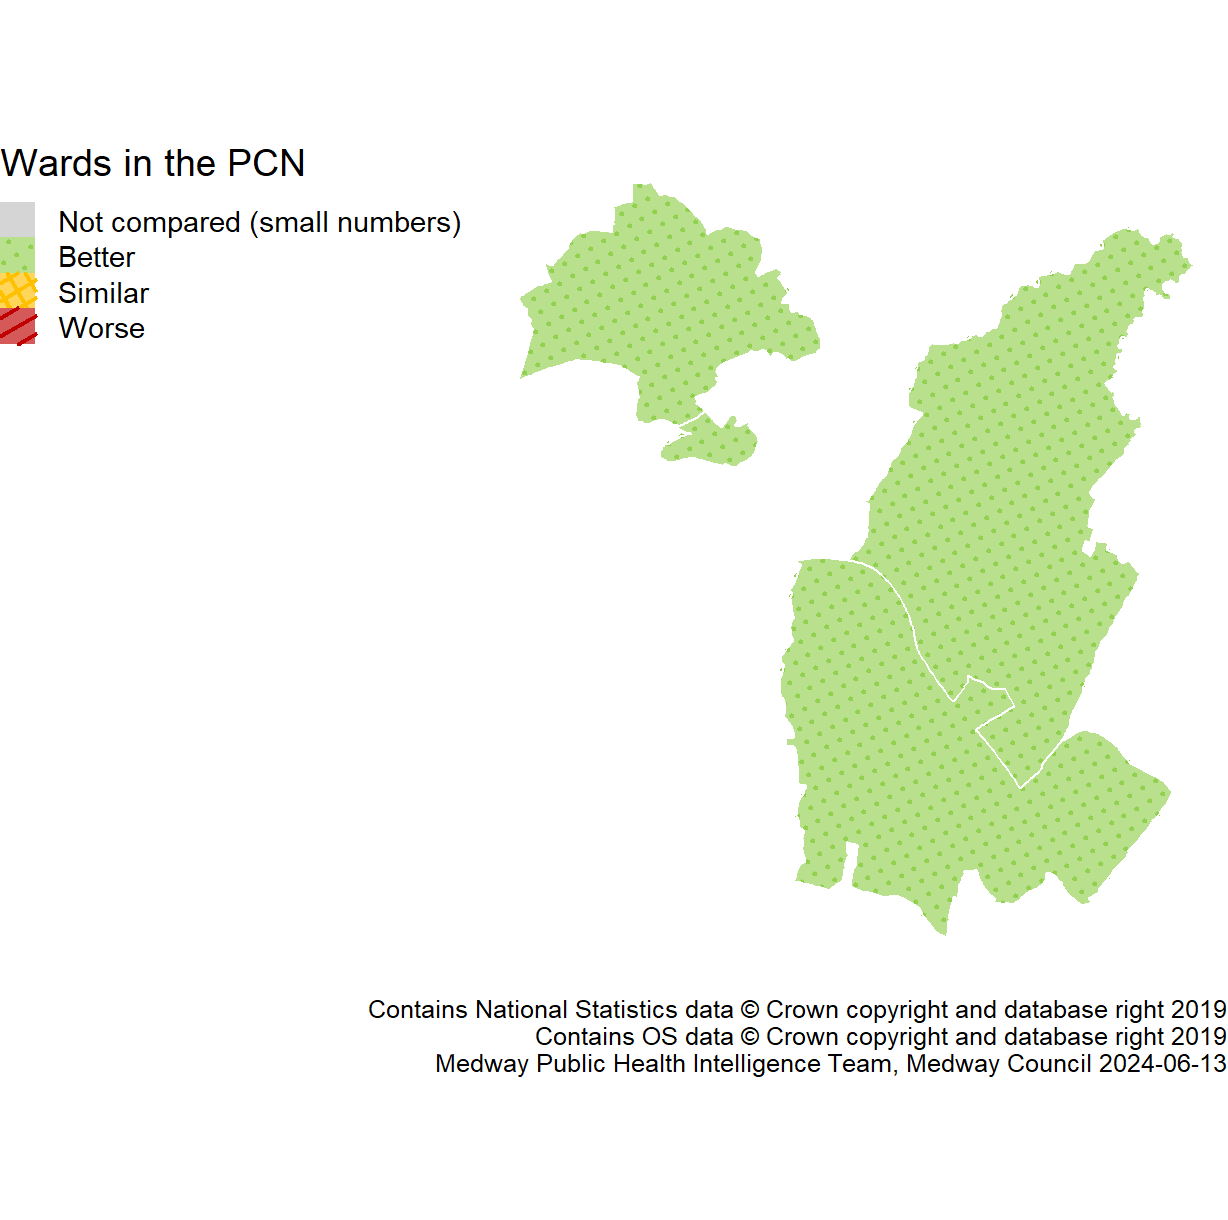 Wards in the PCN
Not compared (small numbers)
Better
Similar
Worse
Contains National Statistics data © Crown copyright and database right 2019
Contains OS data © Crown copyright and database right 2019
Medway Public Health Intelligence Team, Medway Council 2024-06-13